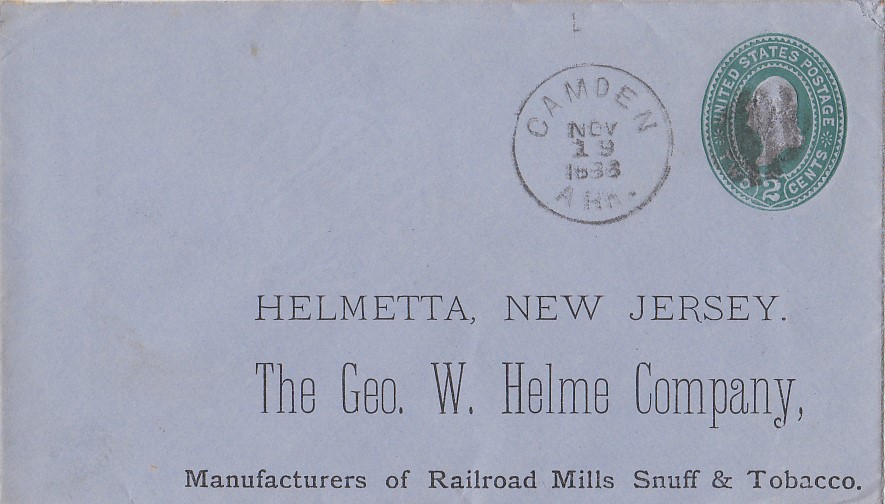 CAMDEN
NOV
19
1888
ARK.
UNITED STATES POSTAGE
2 CENTS
HELMETTA, NEW JERSEY.
The Geo. W. Helme Company,
Manufacturers of Railroad Mills Snuff & Tobacco.